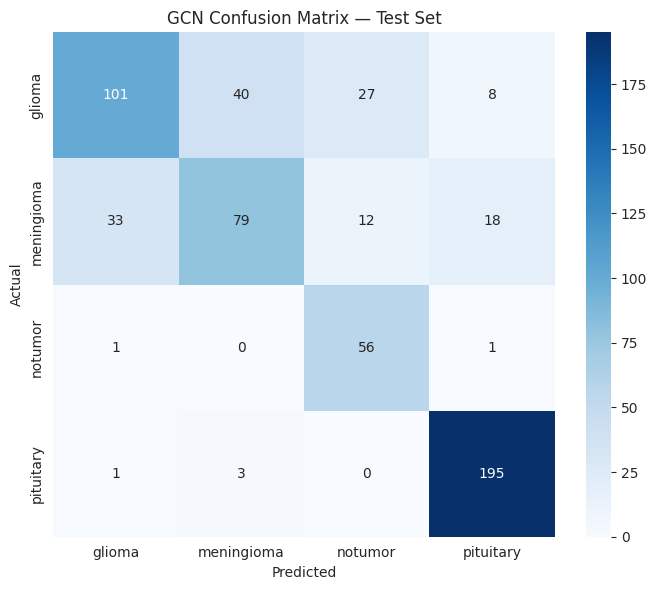 GCN Confusion Matrix — Test Set
Actual
glioma 101 40 27 8
meningioma 33 79 12 18
notumor 1 0 56 1
pituitary 1 3 0 195
glioma meningioma notumor pituitary
Predicted
175
150
125
100
75
50
25
0